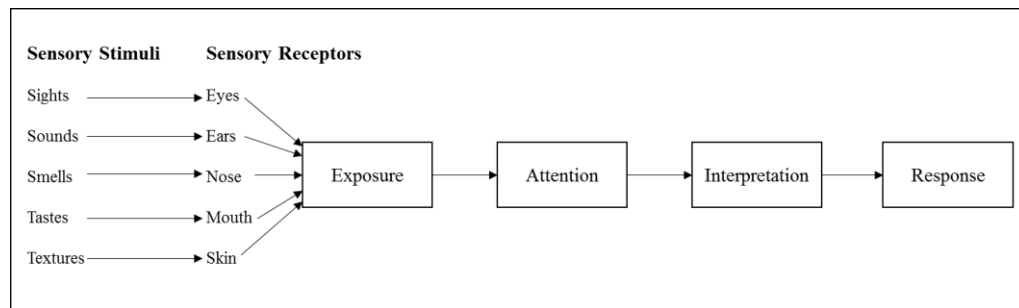 Sensory Stimuli Sensory Receptors
Sights Eyes
Sounds Ears
Smells Nose Exposure Attention Interpretation Response
Tastes Mouth
Textures Skin